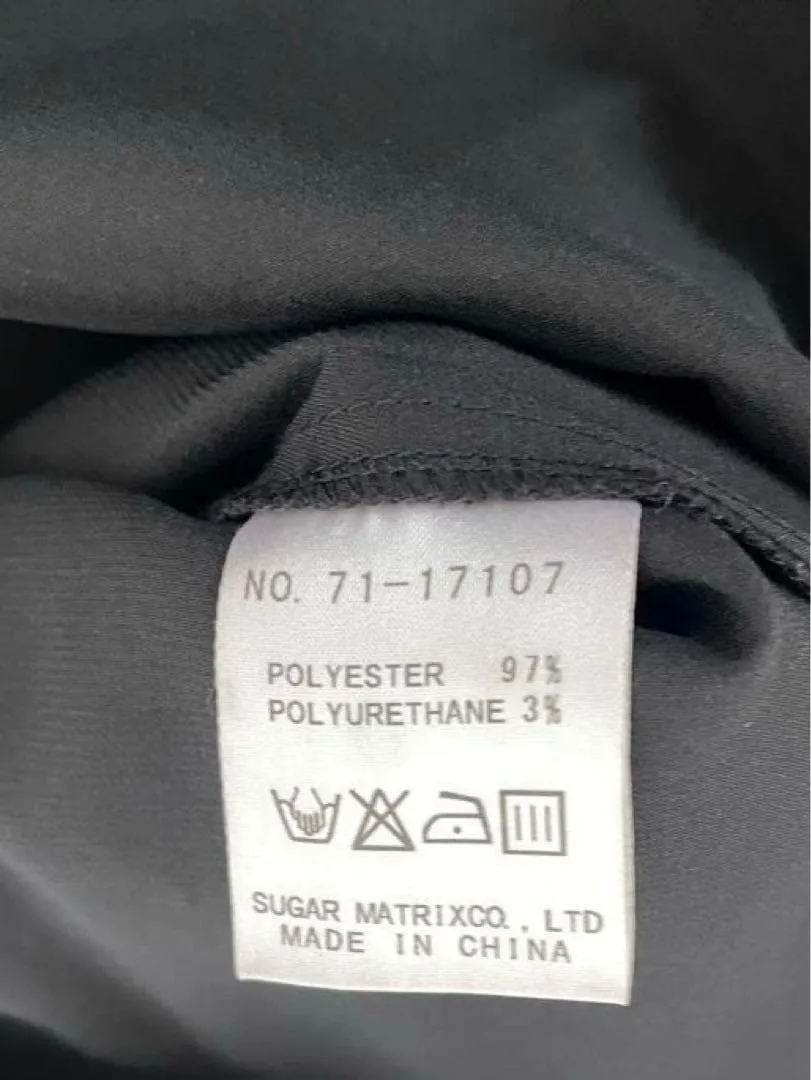 NO. 71-17107
POLYESTER 97%
POLYURETHANE 3%
SUGAR MATRIXCO., LTD
MADE IN CHINA